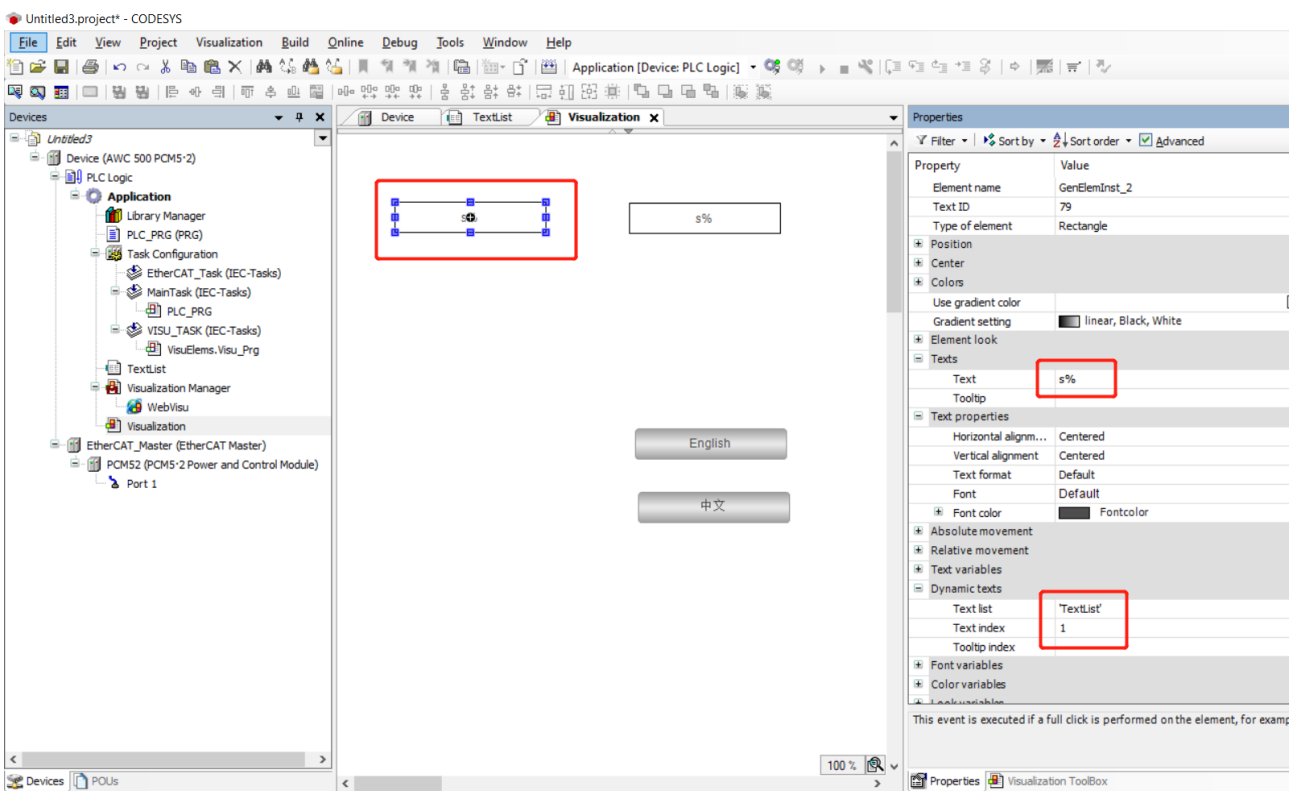 Untitled3.project* - CODESYS
File Edit View Project Visualization Build Online Debug Tools Window Help
Application [Device: PLC Logic]
Devices
Device TextList Visualization
Properties
Untitled3
Device (AWC 500 PCM5·2)
PLC Logic
Application
Library Manager
PLC_PRG (PRG)
Task Configuration
EtherCAT_Task (IEC-Tasks)
MainTask (IEC-Tasks)
PLC_PRG
VISU_TASK (IEC-Tasks)
VisuElems.Visu_Prg
TextList
Visualization Manager
WebVisu
Visualization
EtherCAT_Master (EtherCAT Master)
PCM52 (PCM5·2 Power and Control Module)
Port 1
Devices POUs
s%
s%
English
中文
100 %
Filter Sort by Sort order Advanced
Property Value
Element name GenElemInst_2
Text ID 79
Type of element Rectangle
Position
Center
Colors
Use gradient color
Gradient setting linear, Black, White
Element look
Texts
Text s%
Tooltip
Text properties
Horizontal alignm... Centered
Vertical alignment Centered
Text format Default
Font Default
Font color Fontcolor
Absolute movement
Relative movement
Text variables
Dynamic texts
Text list 'TextList'
Text index 1
Tooltip index
Font variables
Color variables
This event is executed if a full click is performed on the element, for examp
Properties Visualization ToolBox